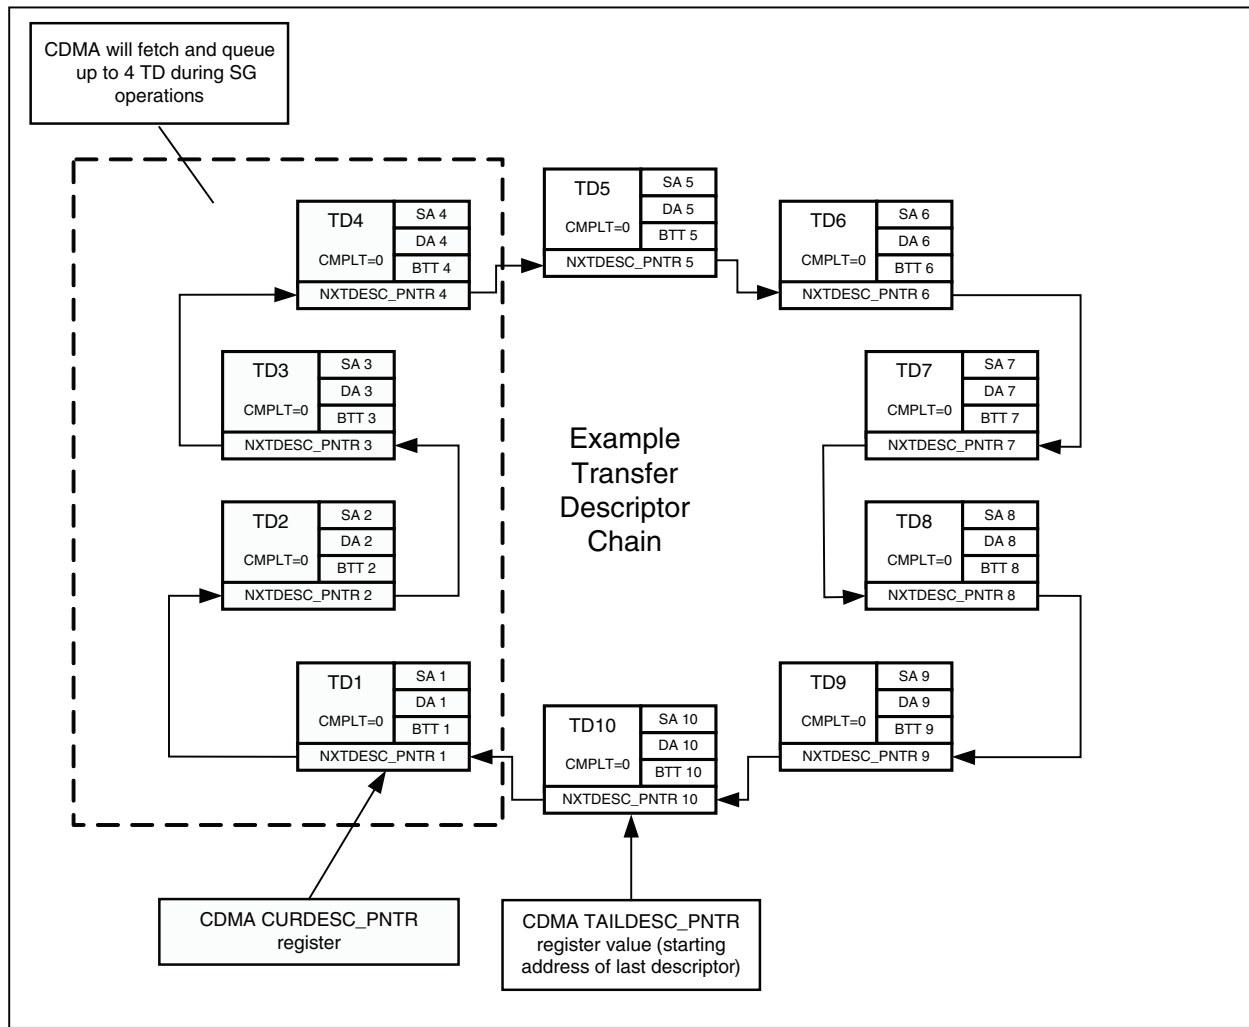 CDMA will fetch and queue
up to 4 TD during SG
operations
TD4
CMPLT=0
SA 4
DA 4
BTT 4
NXTDESC_PNTR 4
TD5
CMPLT=0
SA 5
DA 5
BTT 5
NXTDESC_PNTR 5
TD6
CMPLT=0
SA 6
DA 6
BTT 6
NXTDESC_PNTR 6
TD3
CMPLT=0
SA 3
DA 3
BTT 3
NXTDESC_PNTR 3
TD7
CMPLT=0
SA 7
DA 7
BTT 7
NXTDESC_PNTR 7
Example
Transfer
Descriptor
Chain
TD2
CMPLT=0
SA 2
DA 2
BTT 2
NXTDESC_PNTR 2
TD8
CMPLT=0
SA 8
DA 8
BTT 8
NXTDESC_PNTR 8
TD1
CMPLT=0
SA 1
DA 1
BTT 1
NXTDESC_PNTR 1
TD10
CMPLT=0
SA 10
DA 10
BTT 10
NXTDESC_PNTR 10
TD9
CMPLT=0
SA 9
DA 9
BTT 9
NXTDESC_PNTR 9
CDMA CURDESC_PNTR
register
CDMA TAILDESC_PNTR
register value (starting
address of last descriptor)